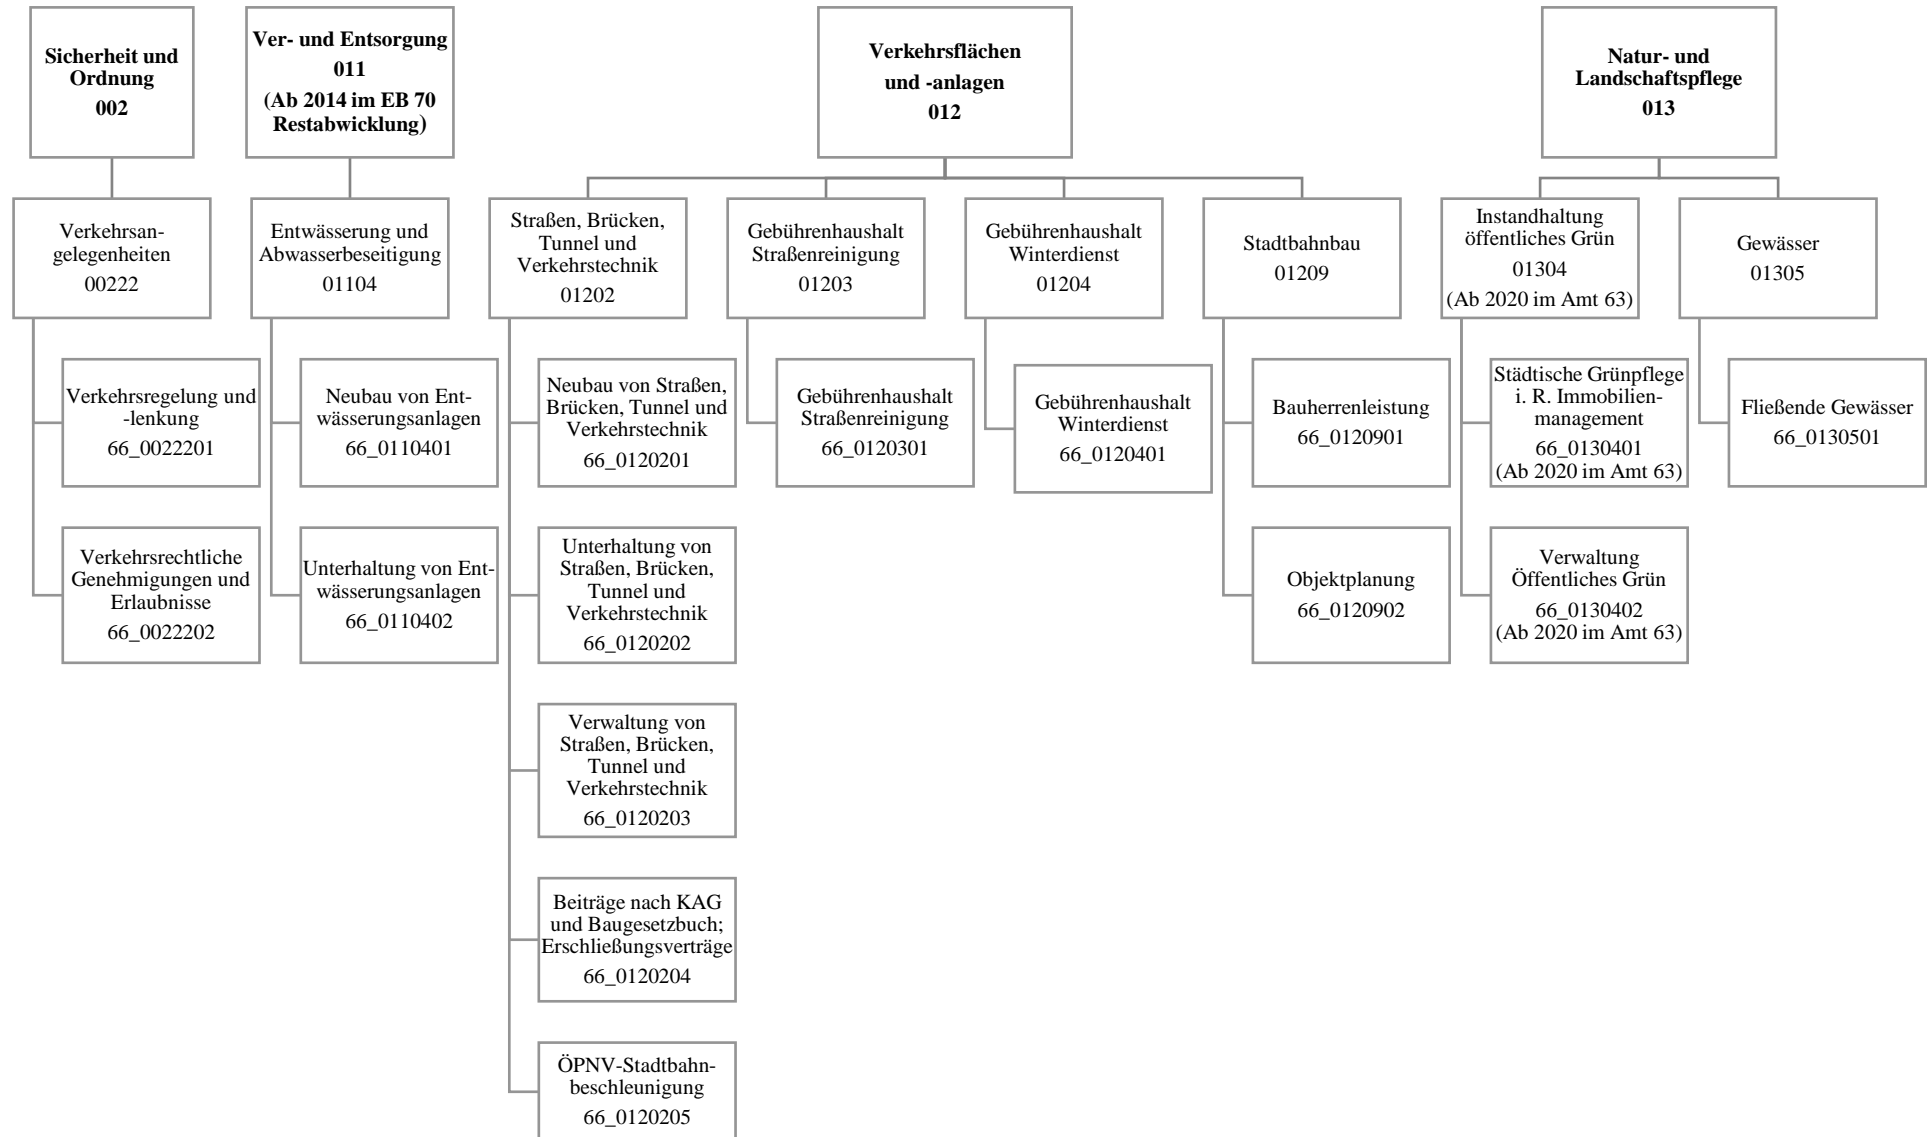 Sicherheit und
Ordnung
002
Ver- und Entsorgung
011
(Ab 2014 im EB 70
Restabwicklung)
Verkehrsflächen
und -anlagen
012
Natur- und
Landschaftspflege
013
Verkehrsan-
gelegenheiten
00222
Entwässerung und
Abwasserbeseitigung
01104
Straßen, Brücken,
Tunnel und
Verkehrstechnik
01202
Gebührenhaushalt
Straßenreinigung
01203
Gebührenhaushalt
Winterdienst
01204
Stadtbahnbau
01209
Instandhaltung
öffentliches Grün
01304
(Ab 2020 im Amt 63)
Gewässer
01305
Verkehrsregelung und
-lenkung
66_0022201
Neubau von Ent-
wässerungsanlagen
66_0110401
Neubau von Straßen,
Brücken, Tunnel und
Verkehrstechnik
66_0120201
Gebührenhaushalt
Straßenreinigung
66_0120301
Gebührenhaushalt
Winterdienst
66_0120401
Bauherrenleistung
66_0120901
Städtische Grünpflege
i. R. Immobilien-
management
66_0130401
(Ab 2020 im Amt 63)
Fließende Gewässer
66_0130501
Verkehrsrechtliche
Genehmigungen und
Erlaubnisse
66_0022202
Unterhaltung von Ent-
wässerungsanlagen
66_0110402
Unterhaltung von
Straßen, Brücken,
Tunnel und
Verkehrstechnik
66_0120202
Objektplanung
66_0120902
Verwaltung
Öffentliches Grün
66_0130402
(Ab 2020 im Amt 63)
Verwaltung von
Straßen, Brücken,
Tunnel und
Verkehrstechnik
66_0120203
Beiträge nach KAG
und Baugesetzbuch;
Erschließungsverträge
66_0120204
ÖPNV-Stadtbahn-
beschleunigung
66_0120205